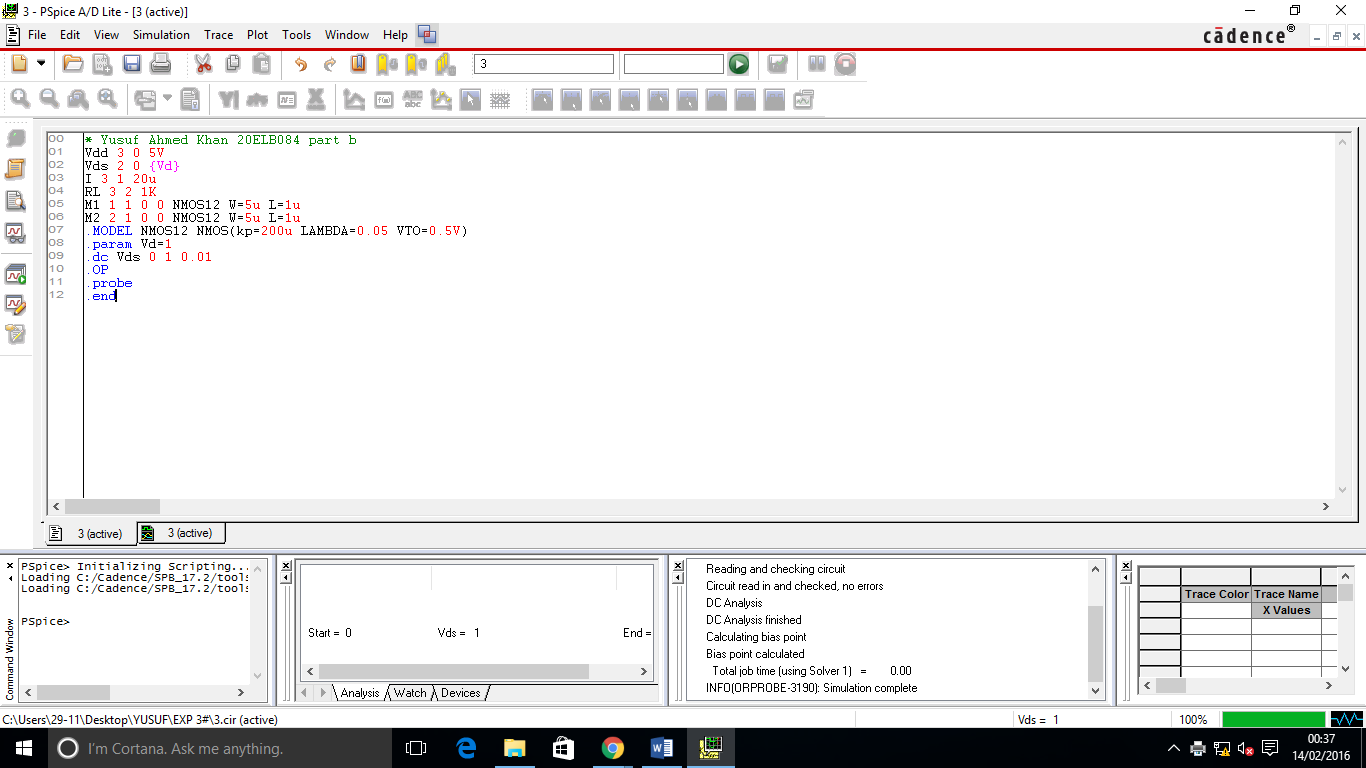 3 - PSpice A/D Lite - [3 (active)]
File Edit View Simulation Trace Plot Tools Window Help
cādence®
3
00 * Yusuf Ahmed Khan 20ELB084 part b
01 Vdd 3 0 5V
02 Vds 2 0 {Vd}
03 I 3 1 20u
04 RL 3 2 1K
05 M1 1 1 0 0 NMOS12 W=5u L=1u
06 M2 2 1 0 0 NMOS12 W=5u L=1u
07 .MODEL NMOS12 NMOS(kp=200u LAMBDA=0.05 VTO=0.5V)
08 .param Vd=1
09 .dc Vds 0 1 0.01
10 .OP
11 .probe
12 .end
3 (active) 3 (active)
Command Window
PSpice> Initializing Scripting...
Loading C:/Cadence/SPB_17.2/tools
Loading C:/Cadence/SPB_17.2/tools
PSpice>
Start = 0 Vds = 1 End =
Analysis Watch Devices
Reading and checking circuit
Circuit read in and checked, no errors
DC Analysis
DC Analysis finished
Calculating bias point
Bias point calculated
Total job time (using Solver 1) = 0.00
INFO(ORPROBE-3190): Simulation complete
Trace Color Trace Name
X Values
C:\Users\29-11\Desktop\YUSUF\EXP 3#\3.cir (active) Vds = 1 100%
I'm Cortana. Ask me anything.
00:37
14/02/2016